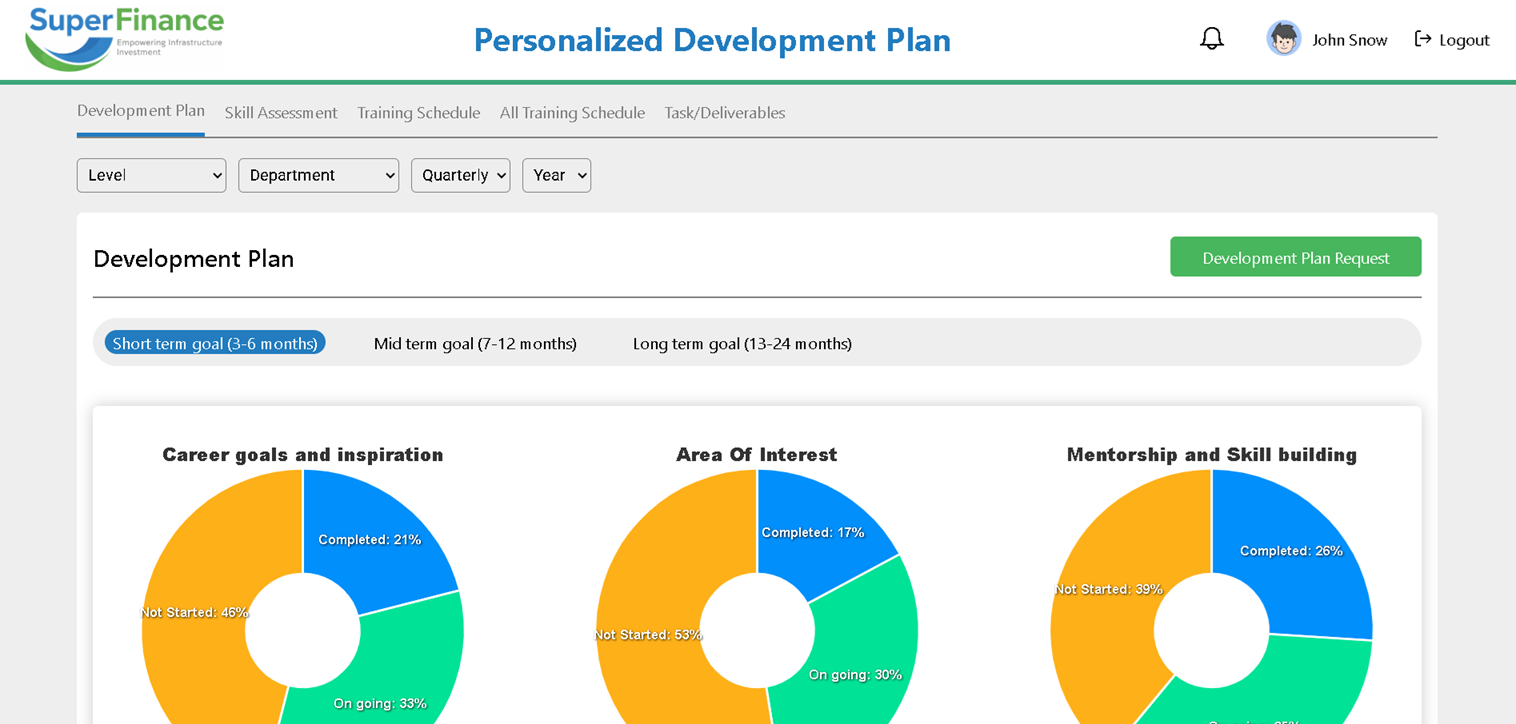 SuperFinance
Empowering Infrastructure
Investment
Personalized Development Plan
John Snow
Logout
Development Plan
Skill Assessment
Training Schedule
All Training Schedule
Task/Deliverables
Level
Department
Quarterly
Year
Development Plan
Development Plan Request
Short term goal (3-6 months)
Mid term goal (7-12 months)
Long term goal (13-24 months)
Career goals and inspiration
Completed: 21%
Not Started: 46%
On going: 33%
Area Of Interest
Completed: 17%
Not Started: 53%
On going: 30%
Mentorship and Skill building
Completed: 26%
Not Started: 39%